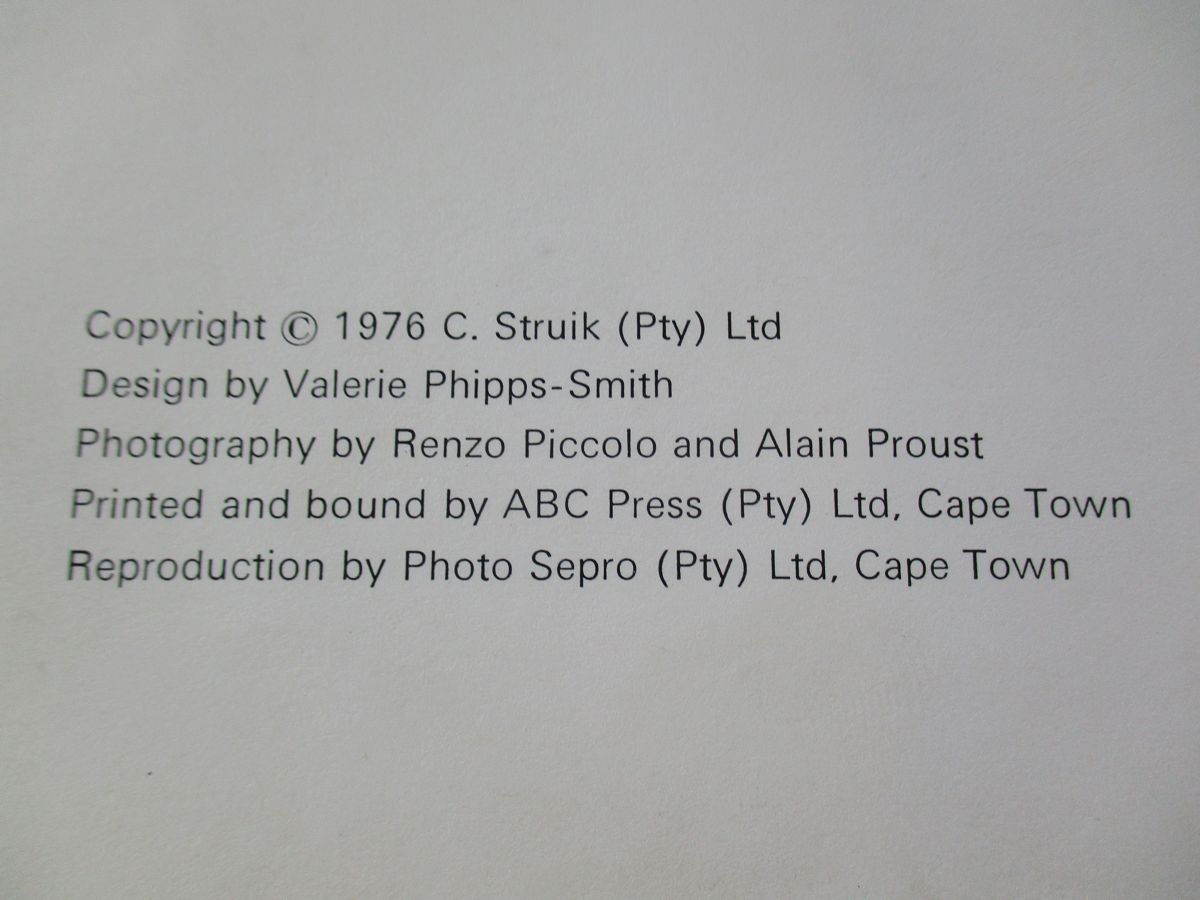 Copyright © 1976 C. Struik (Pty) Ltd
Design by Valerie Phipps-Smith
Photography by Renzo Piccolo and Alain Proust
Printed and bound by ABC Press (Pty) Ltd, Cape Town
Reproduction by Photo Sepro (Pty) Ltd, Cape Town